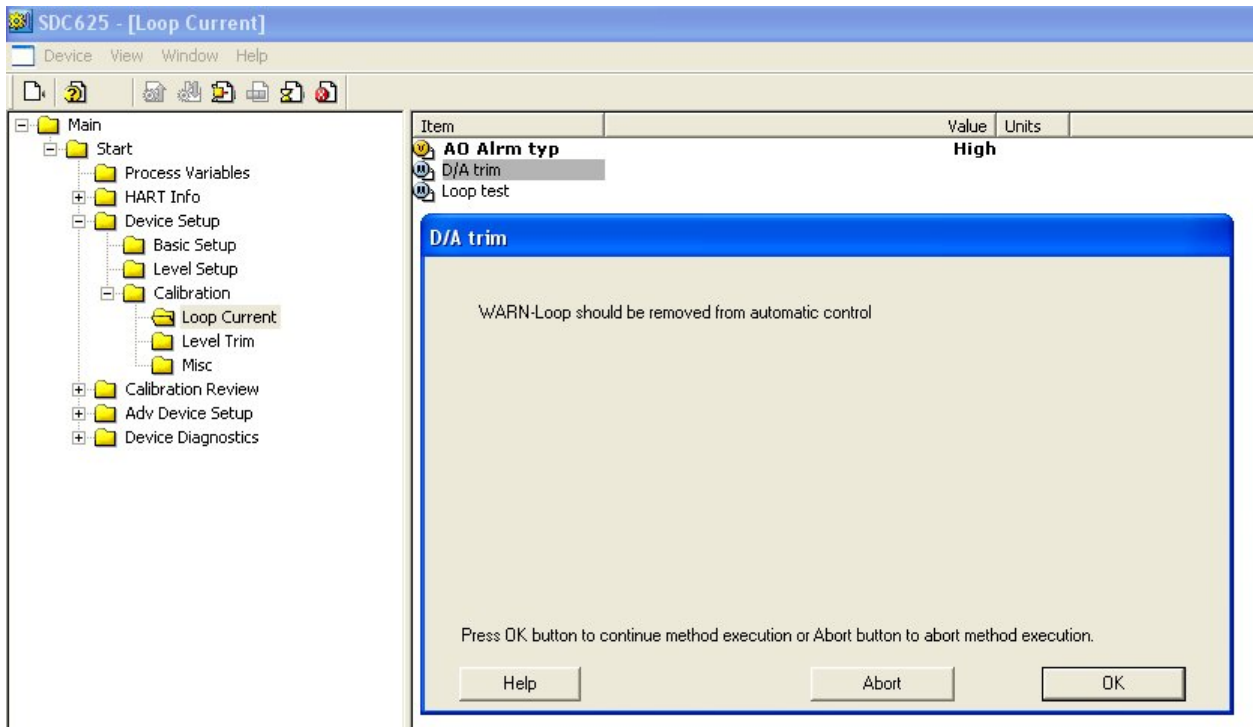 SDC625 - [Loop Current]
Device View Window Help
Main
Start
Process Variables
HART Info
Device Setup
Basic Setup
Level Setup
Calibration
Loop Current
Level Trim
Misc
Calibration Review
Adv Device Setup
Device Diagnostics
Item Value Units
AO Alrm typ High
D/A trim
Loop test
D/A trim
WARN-Loop should be removed from automatic control
Press OK button to continue method execution or Abort button to abort method execution.
Help Abort OK